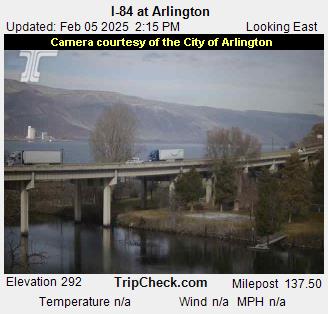 I-84 at Arlington
Updated: Feb 05 2025 2:15 PM Looking East
Camera courtesy of the City of Arlington
Elevation 292 TripCheck.com Milepost 137.50
Temperature n/a Wind n/a MPH n/a